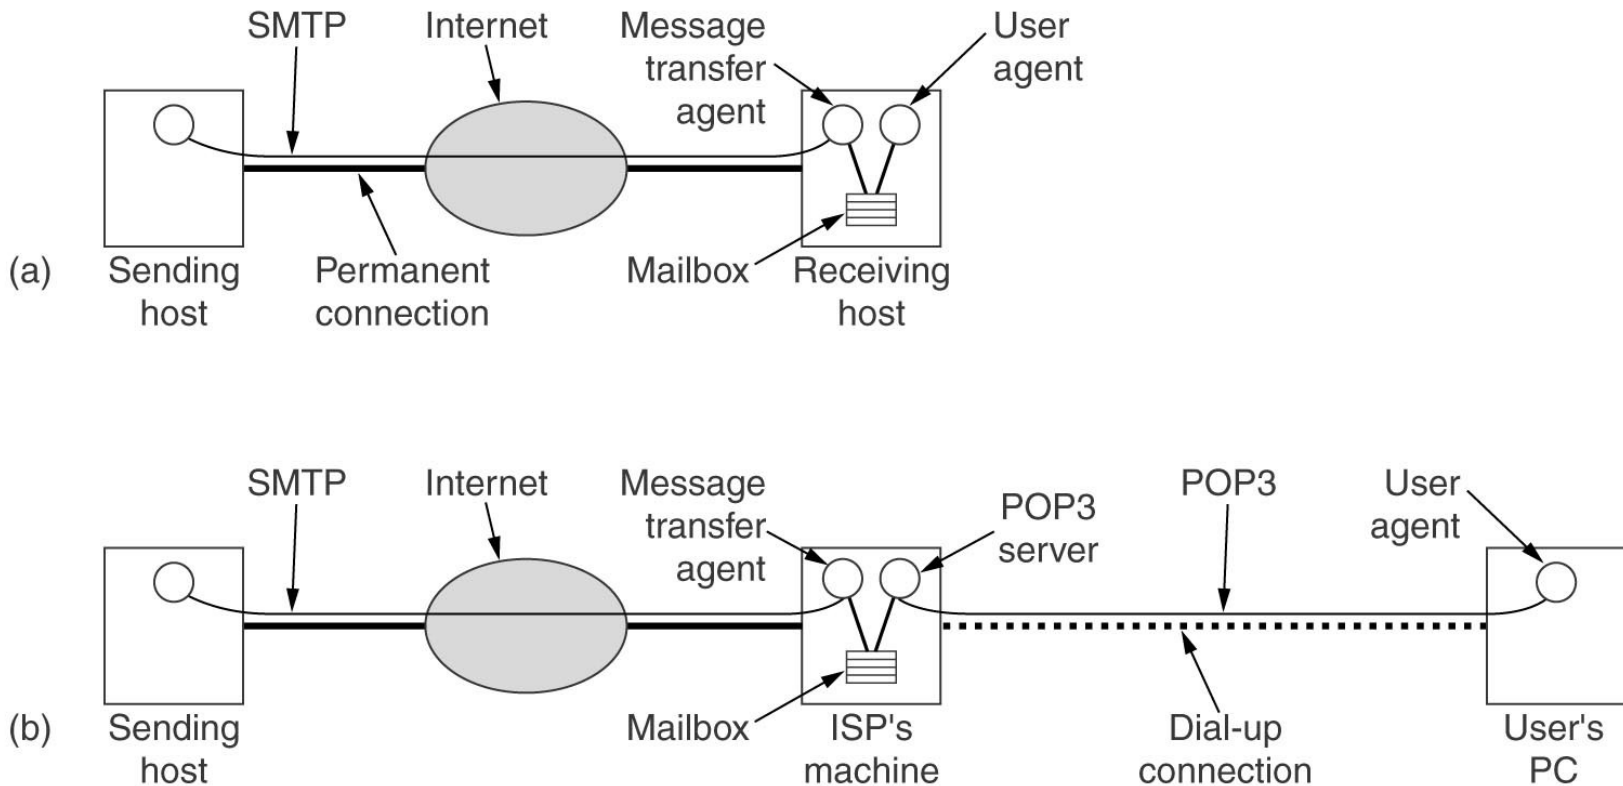 SMTP
Internet
Message
transfer
agent
User
agent
(a)
Sending
host
Permanent
connection
Mailbox
Receiving
host
SMTP
Internet
Message
transfer
agent
POP3
server
POP3
User
agent
(b)
Sending
host
Mailbox
ISP's
machine
Dial-up
connection
User's
PC